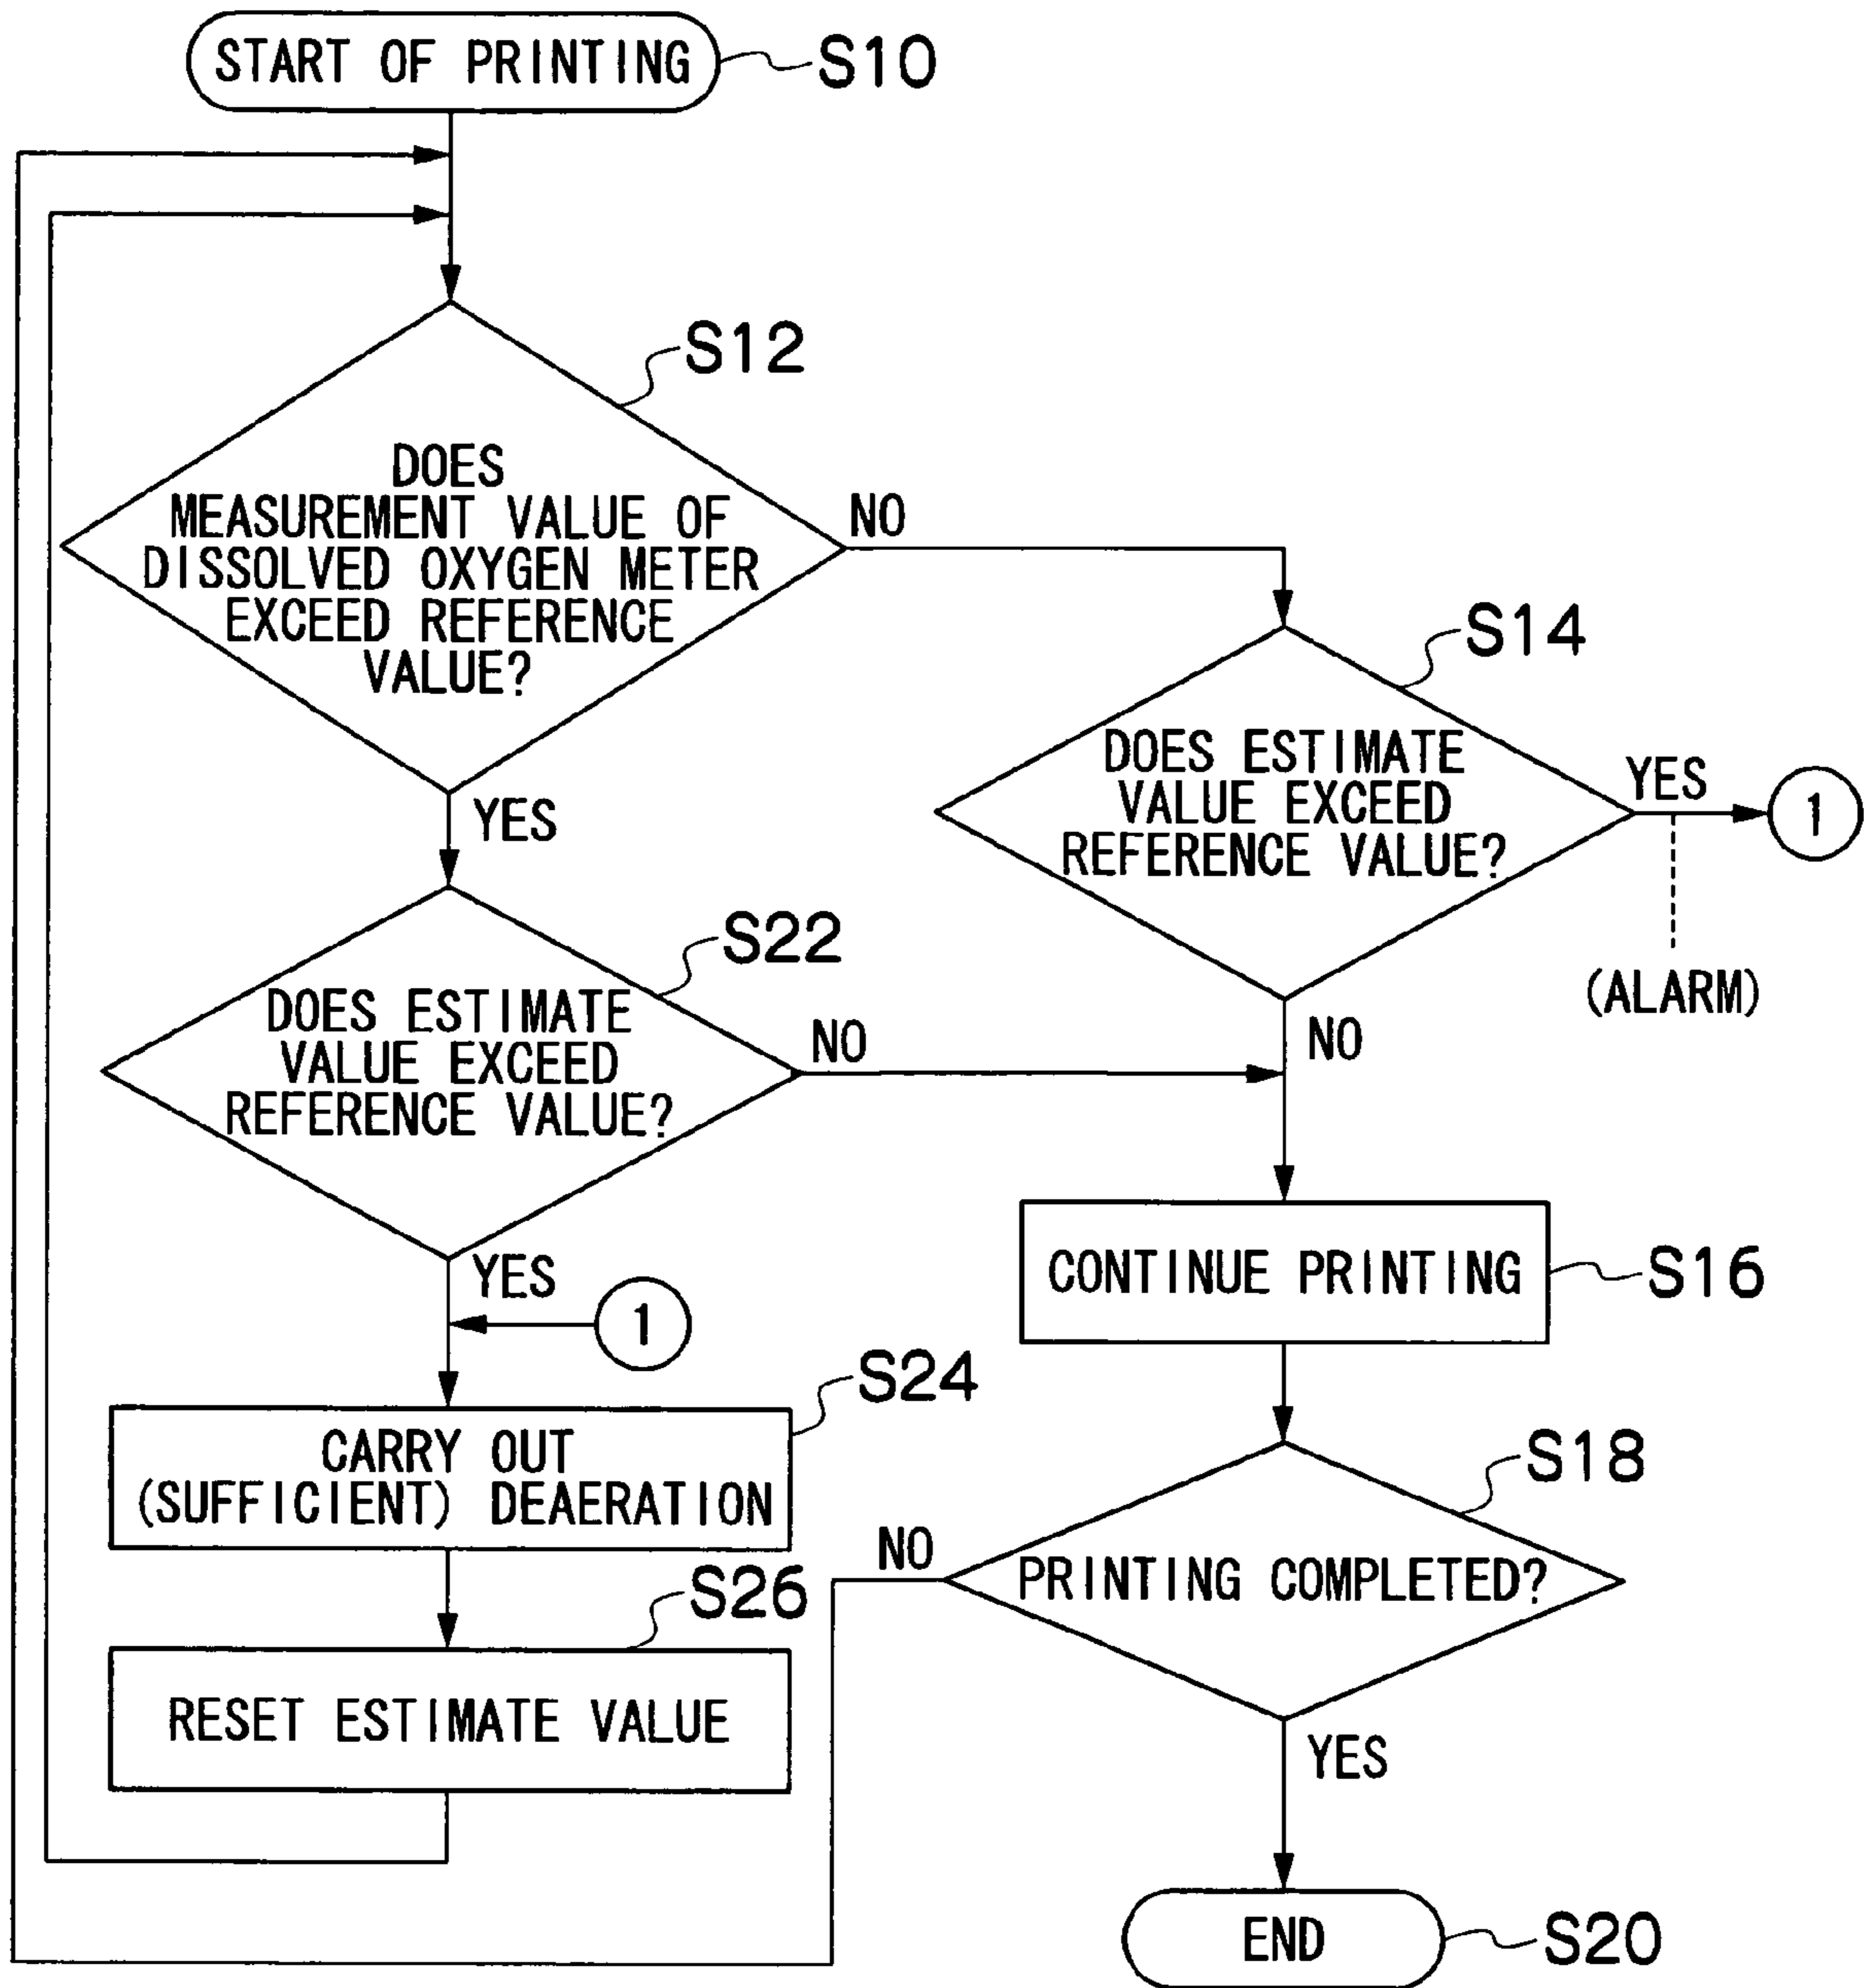 START OF PRINTING
S10
S12
DOES
MEASUREMENT VALUE OF
DISSOLVED OXYGEN METER
EXCEED REFERENCE
VALUE?
NO
YES
S14
DOES ESTIMATE
VALUE EXCEED
REFERENCE VALUE?
YES
1
(ALARM)
NO
S22
DOES ESTIMATE
VALUE EXCEED
REFERENCE VALUE?
NO
YES
1
CONTINUE PRINTING
S16
S24
CARRY OUT
(SUFFICIENT) DEAERATION
S18
PRINTING COMPLETED?
NO
YES
S26
RESET ESTIMATE VALUE
END
S20